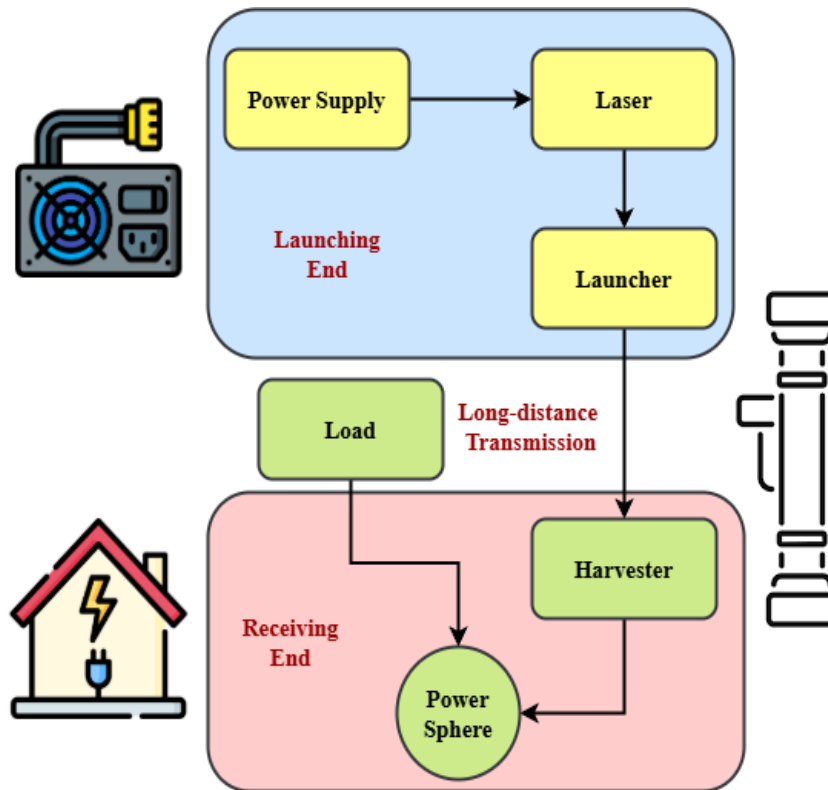 Power Supply
Laser
Launching
End
Launcher
Load
Long-distance
Transmission
Harvester
Receiving
End
Power
Sphere